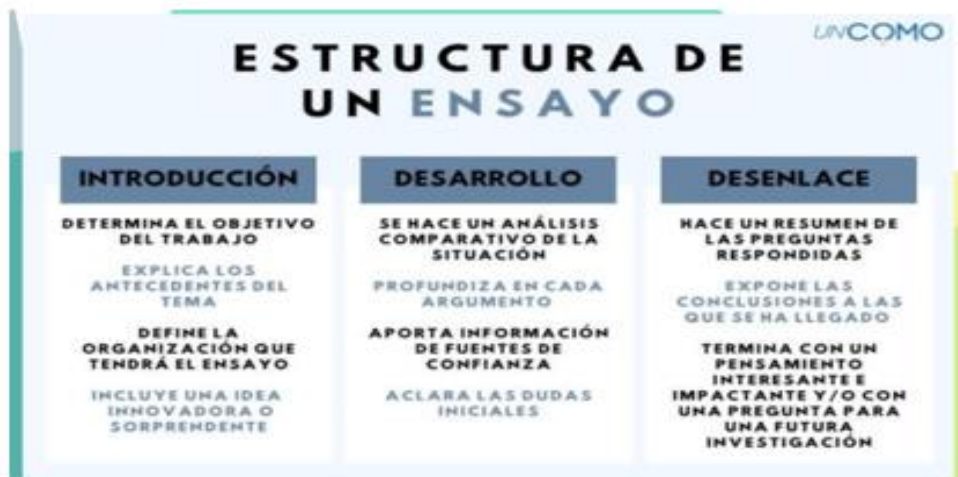 UNCOMO
ESTRUCTURA DE
UN ENSAYO
INTRODUCCIÓN
DETERMINA EL OBJETIVO
DEL TRABAJO
EXPLICA LOS
ANTECEDENTES DEL
TEMA
DEFINE LA
ORGANIZACIÓN QUE
TENDRÁ EL ENSAYO
INCLUYE UNA IDEA
INNOVADORA O
SORPRENDENTE
DESARROLLO
SE HACE UN ANÁLISIS
COMPARATIVO DE LA
SITUACIÓN
PROFUNDIZA EN CADA
ARGUMENTO
APORTA INFORMACIÓN
DE FUENTES DE
CONFIANZA
ACLARA LAS DUDAS
INICIALES
DESENLACE
HACE UN RESUMEN DE
LAS PREGUNTAS
RESPONDIDAS
EXPONE LAS
CONCLUSIONES A LAS
QUE SE HA LLEGADO
TERMINA CON UN
PENSAMIENTO
INTERESANTE E
IMPACTANTE Y/O CON
UNA PREGUNTA PARA
UNA FUTURA
INVESTIGACIÓN